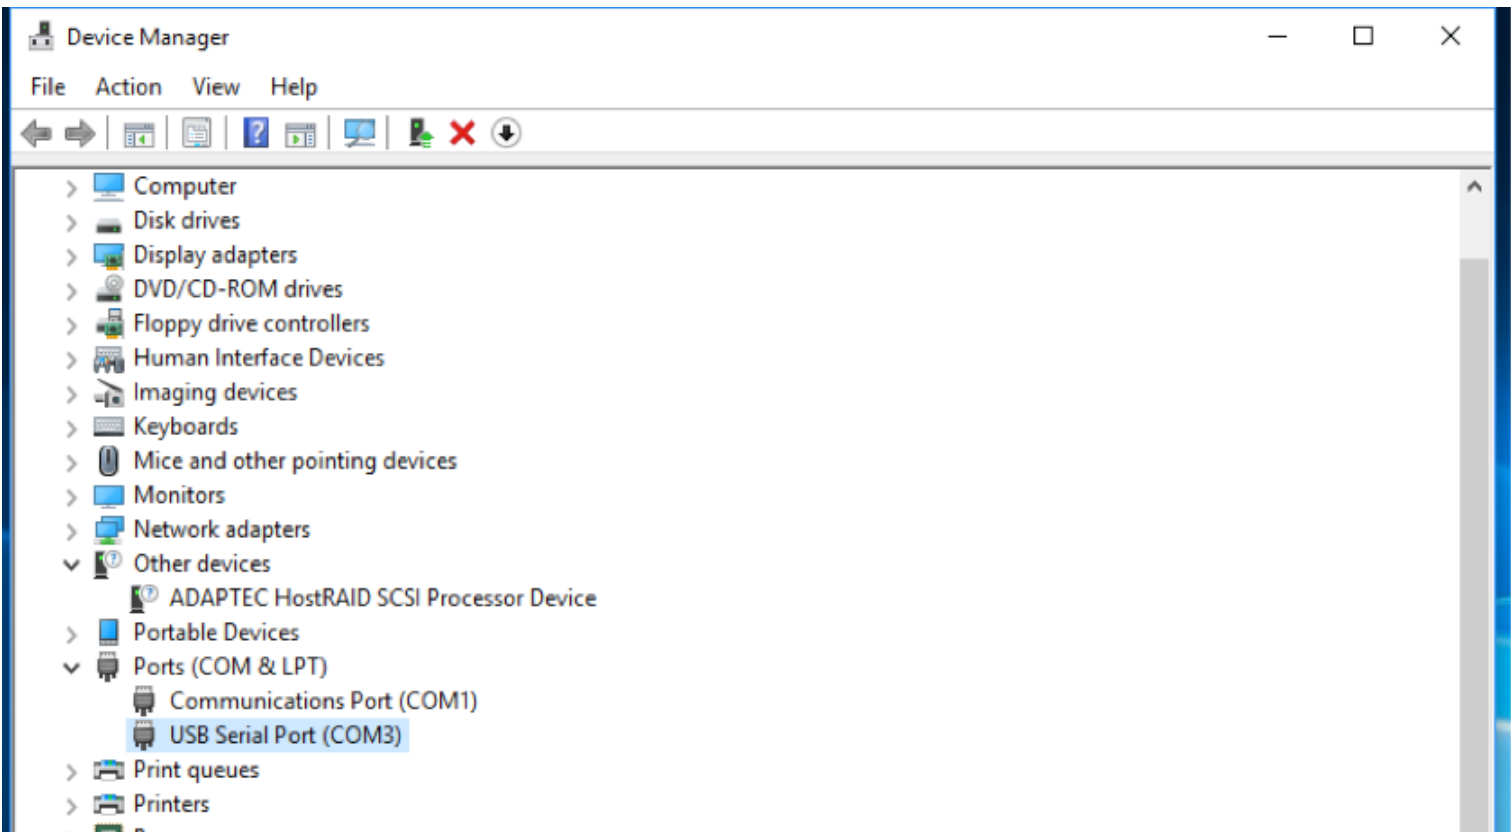 Device Manager
File Action View Help
Computer
Disk drives
Display adapters
DVD/CD-ROM drives
Floppy drive controllers
Human Interface Devices
Imaging devices
Keyboards
Mice and other pointing devices
Monitors
Network adapters
Other devices
ADAPTEC HostRAID SCSI Processor Device
Portable Devices
Ports (COM & LPT)
Communications Port (COM1)
USB Serial Port (COM3)
Print queues
Printers